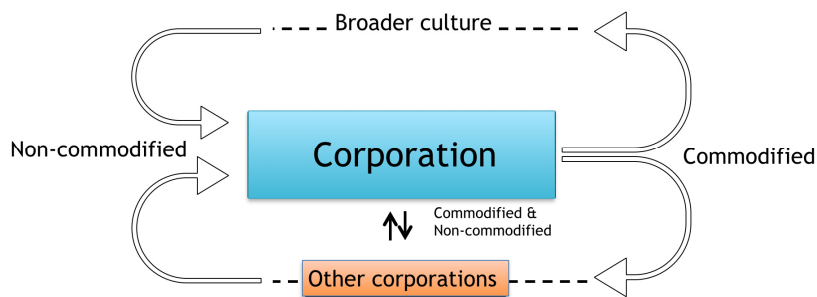 Broader culture
Non-commodified
Corporation
Commodified
Commodified &
Non-commodified
Other corporations